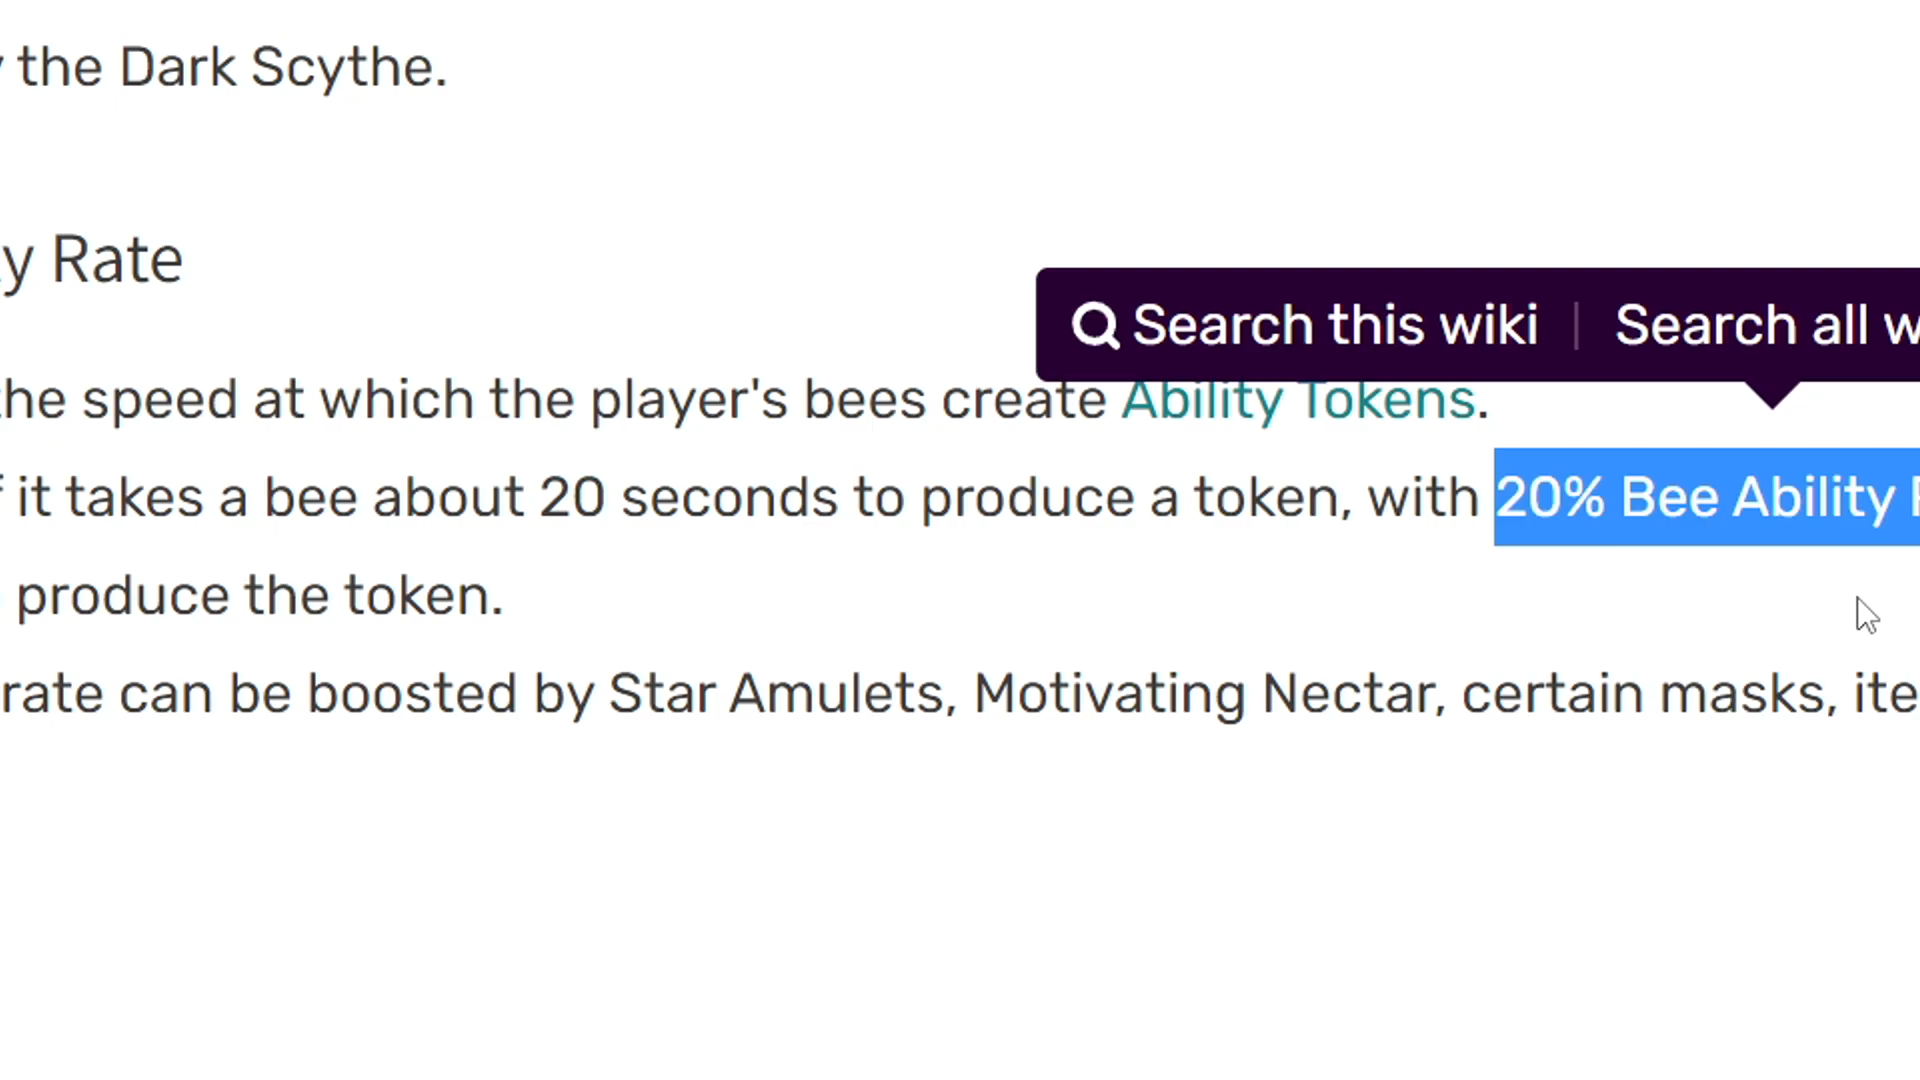 the Dark Scythe.
y Rate
Search this wiki | Search all
the speed at which the player's bees create Ability Tokens.
it takes a bee about 20 seconds to produce a token, with 20% Bee Ability
produce the token.
rate can be boosted by Star Amulets, Motivating Nectar, certain masks, ite